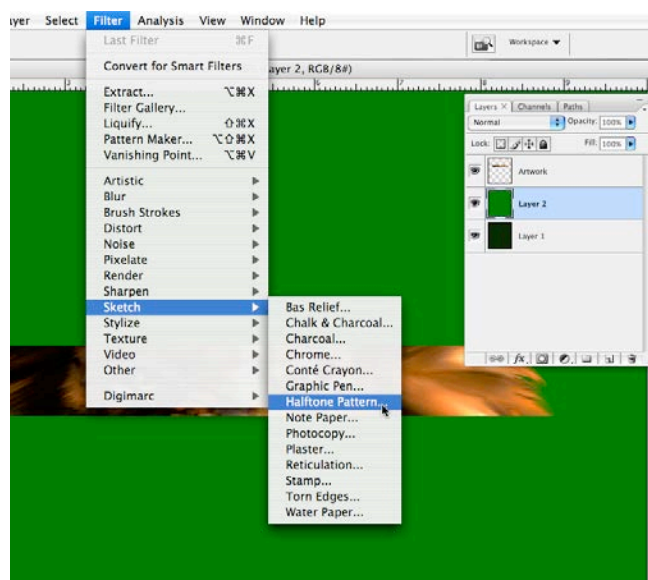 yer Select Filter Analysis View Window Help
Last Filter ⌘F
Workspace ▼
Convert for Smart Filters
ayer 2, RGB/8#)
Extract... ⌥⌘X
Filter Gallery...
Liquify... ⇧⌘X
Pattern Maker... ⌥⇧⌘X
Vanishing Point... ⌥⌘V
Artistic
Blur
Brush Strokes
Distort
Noise
Pixelate
Render
Sharpen
Sketch
Stylize
Texture
Video
Other
Digimarc
Bas Relief...
Chalk & Charcoal...
Charcoal...
Chrome...
Conté Crayon...
Graphic Pen...
Halftone Pattern...
Note Paper...
Photocopy...
Plaster...
Reticulation...
Stamp...
Torn Edges...
Water Paper...
Layers X Channels Paths
Normal Opacity: 100%
Lock: Fill: 100%
Artwork
Layer 2
Layer 1
fx